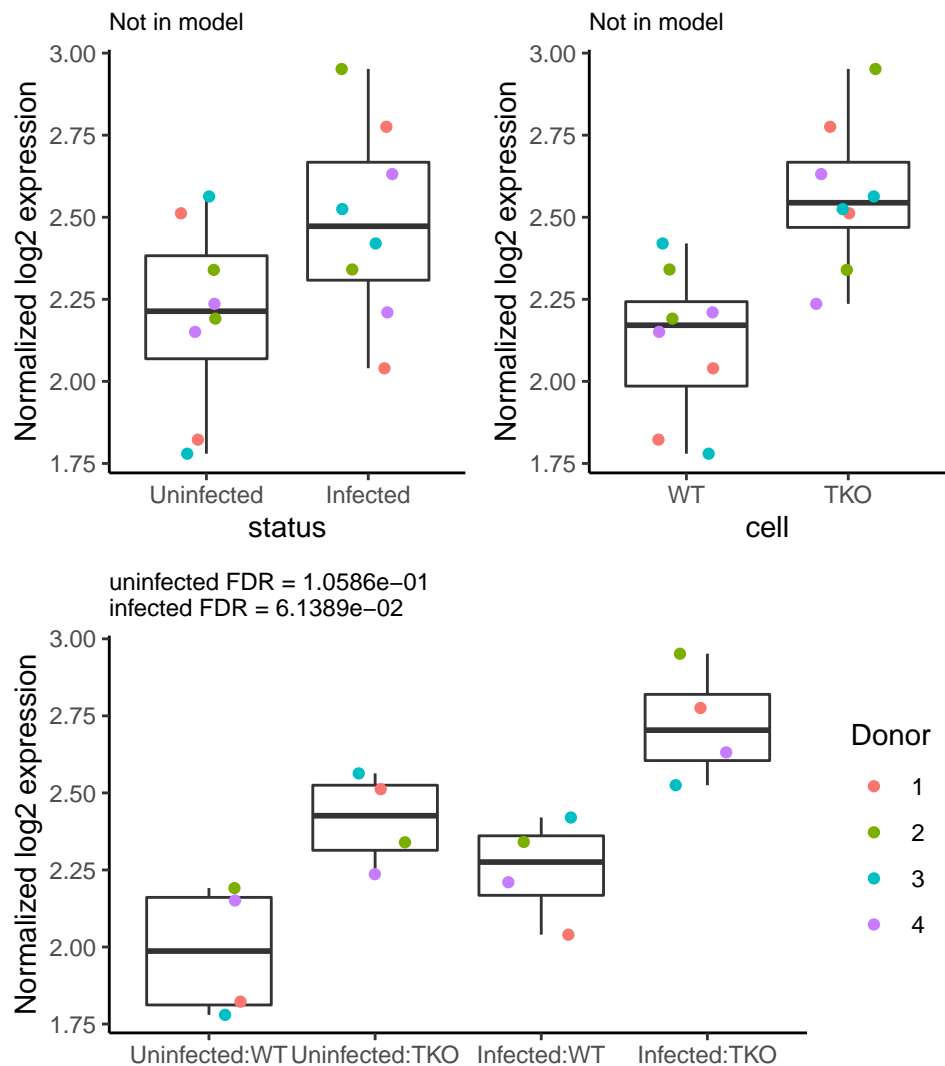 Not in model
Normalized log2 expression
3.00
2.75
2.50
2.25
2.00
1.75
Uninfected Infected
status
Not in model
Normalized log2 expression
3.00
2.75
2.50
2.25
2.00
1.75
WT TKO
cell
uninfected FDR = 1.0586e−01
infected FDR = 6.1389e−02
Normalized log2 expression
3.00
2.75
2.50
2.25
2.00
1.75
Uninfected:WT Uninfected:TKO Infected:WT Infected:TKO
Donor
1
2
3
4